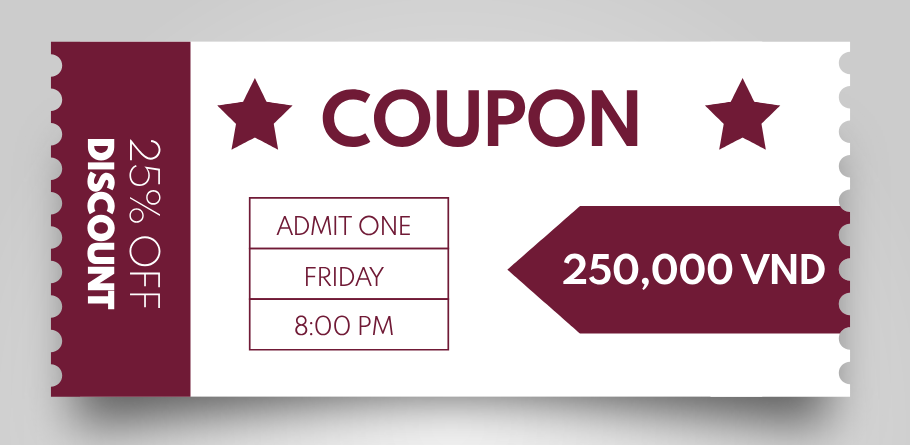 25% OFF
DISCOUNT
COUPON
ADMIT ONE
FRIDAY
8:00 PM
250,000 VND